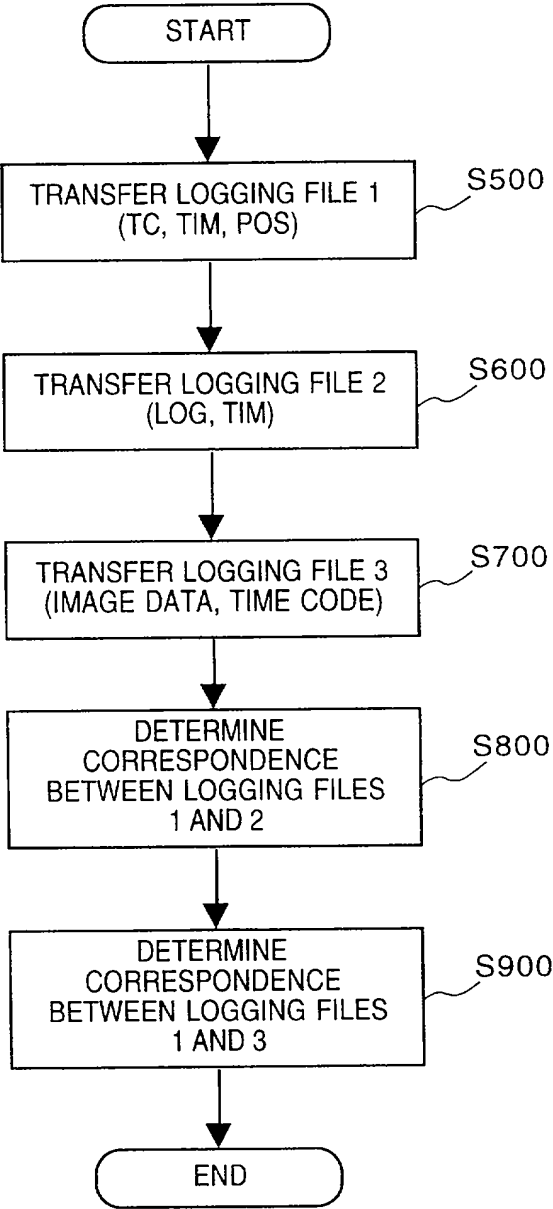 START
TRANSFER LOGGING FILE 1
(TC, TIM, POS)
S500
TRANSFER LOGGING FILE 2
(LOG, TIM)
S600
TRANSFER LOGGING FILE 3
(IMAGE DATA, TIME CODE)
S700
DETERMINE
CORRESPONDENCE
BETWEEN LOGGING FILES
1 AND 2
S800
DETERMINE
CORRESPONDENCE
BETWEEN LOGGING FILES
1 AND 3
S900
END